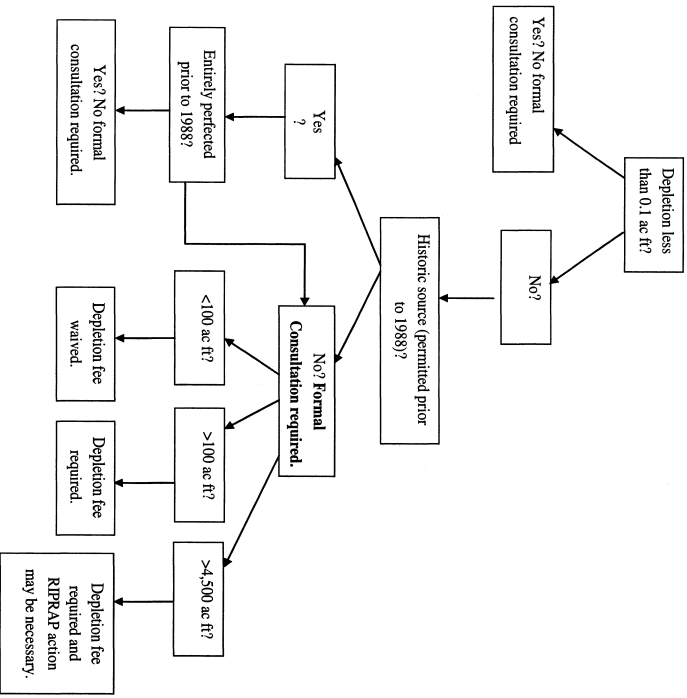 Depletion less
than 0.1 ac ft?
Yes? No formal
consultation required
No?
Historic source (permitted prior
to 1988)?
Yes
?
No? Formal
Consultation required.
Entirely perfected
prior to 1988?
<100 ac ft?
>100 ac ft?
>4,500 ac ft?
Yes? No formal
consultation required.
Depletion fee
waived.
Depletion fee
required.
Depletion fee
required and
RIPRAP action
may be necessary.